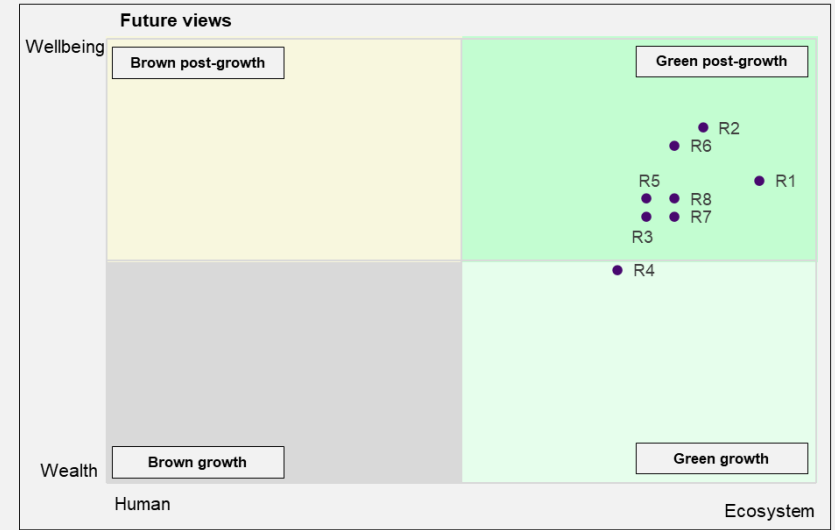 Future views
Wellbeing
Brown post-growth
Green post-growth
R2
R6
R5
R1
R8
R7
R3
R4
Brown growth
Green growth
Wealth
Human
Ecosystem